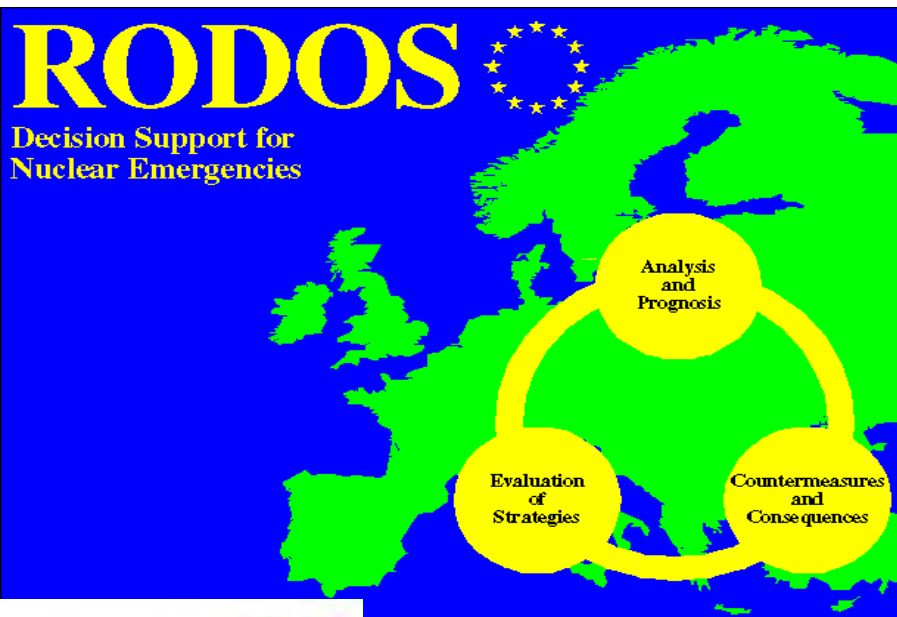 RODOS
Decision Support for
Nuclear Emergencies
Analysis
and
Prognosis
Evaluation
of
Strategies
Countermeasures
and
Consequences